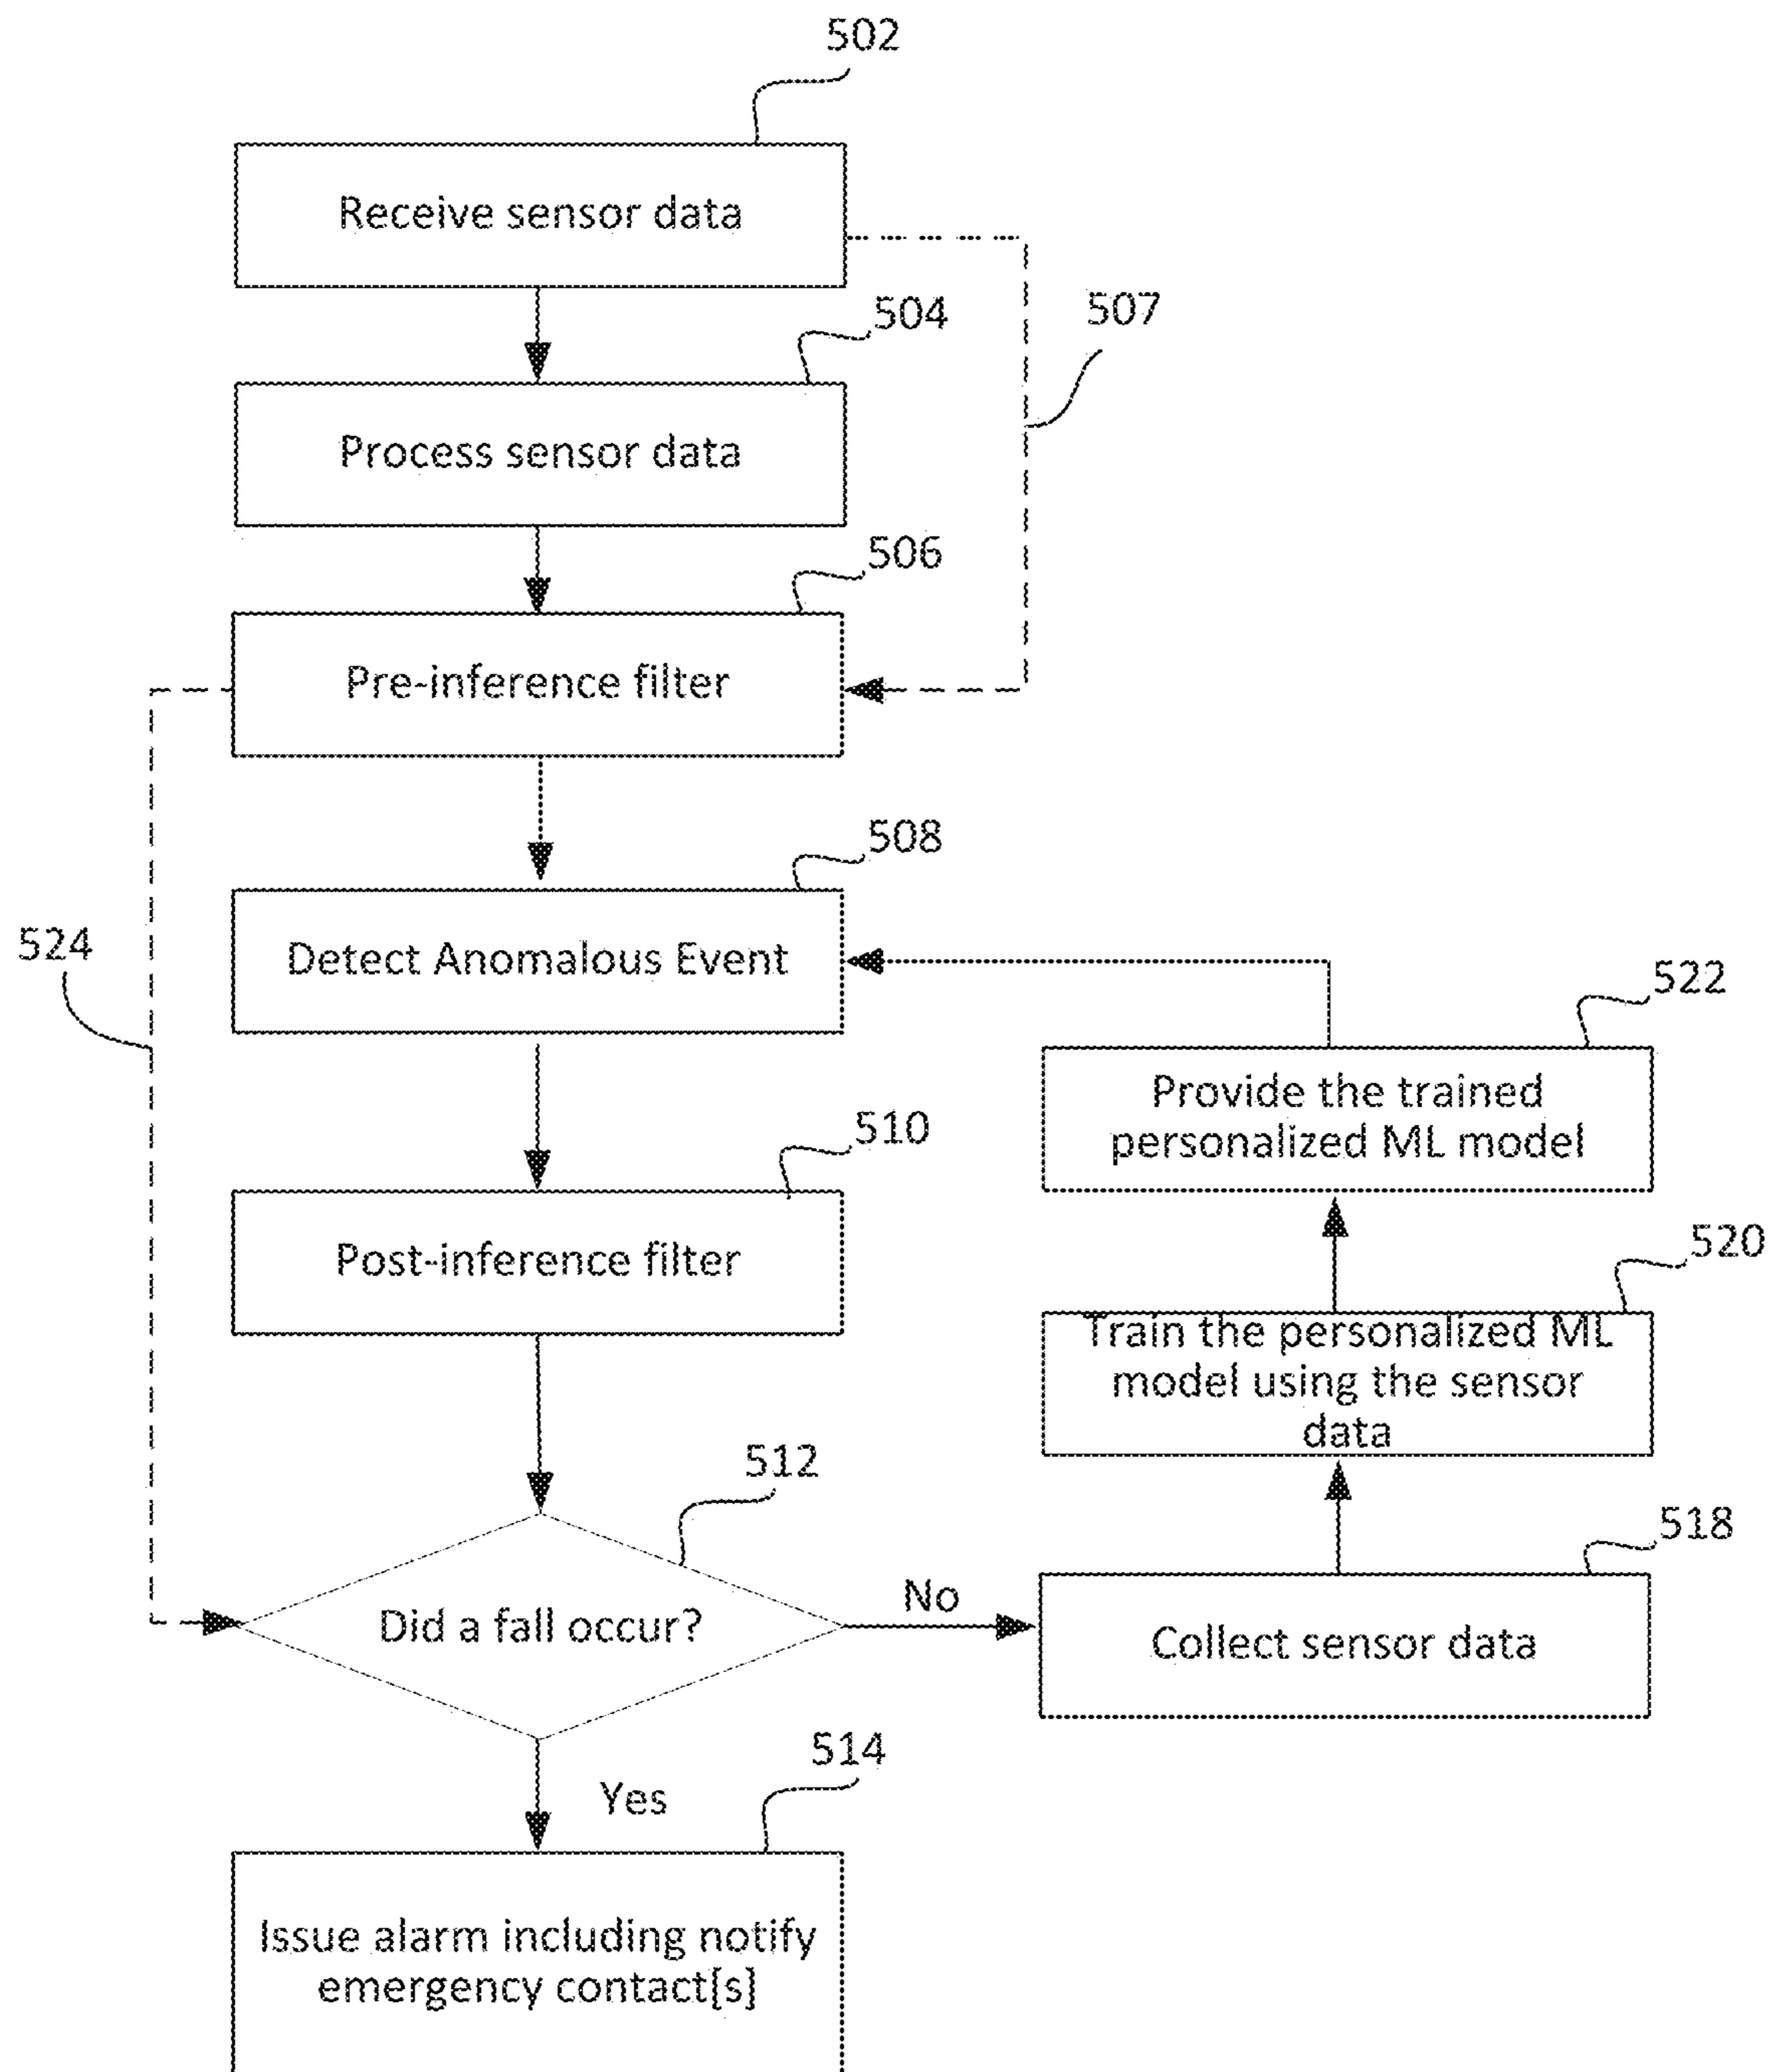 502
Receive sensor data
504
507
Process sensor data
506
Pre-inference filter
508
Detect Anomalous Event
524
522
Provide the trained
personalized ML model
510
Post-inference filter
520
Train the personalized ML
model using the sensor
data
512
518
Did a fall occur?
No
Collect sensor data
514
Yes
Issue alarm including notify
emergency contact[s]